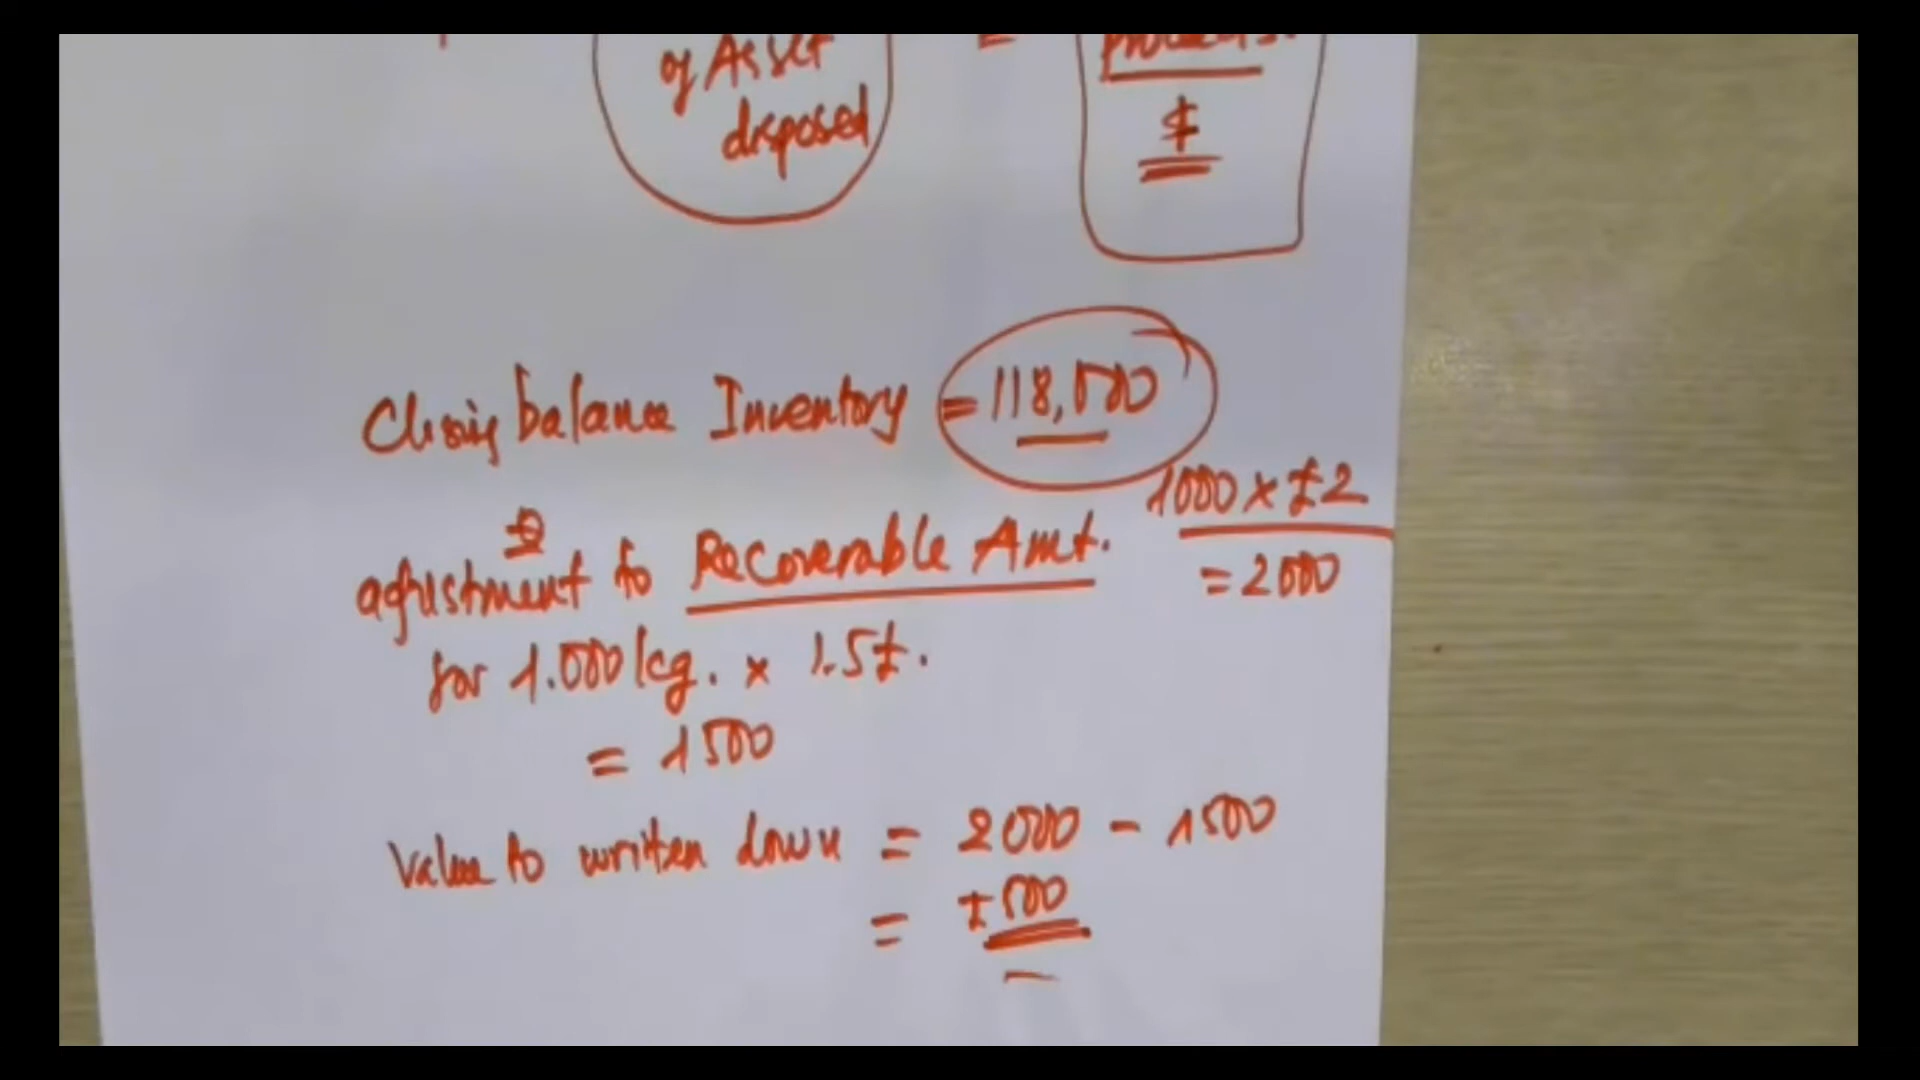 of Asset =
disposed
£
Closing balance Inventory = 118,000
1000 x £2
= 2000
adjustment to Recoverable Amt.
for 1.000 kg. x 1.5£.
= 1500
Value to written down = 2000 - 1500
= £500